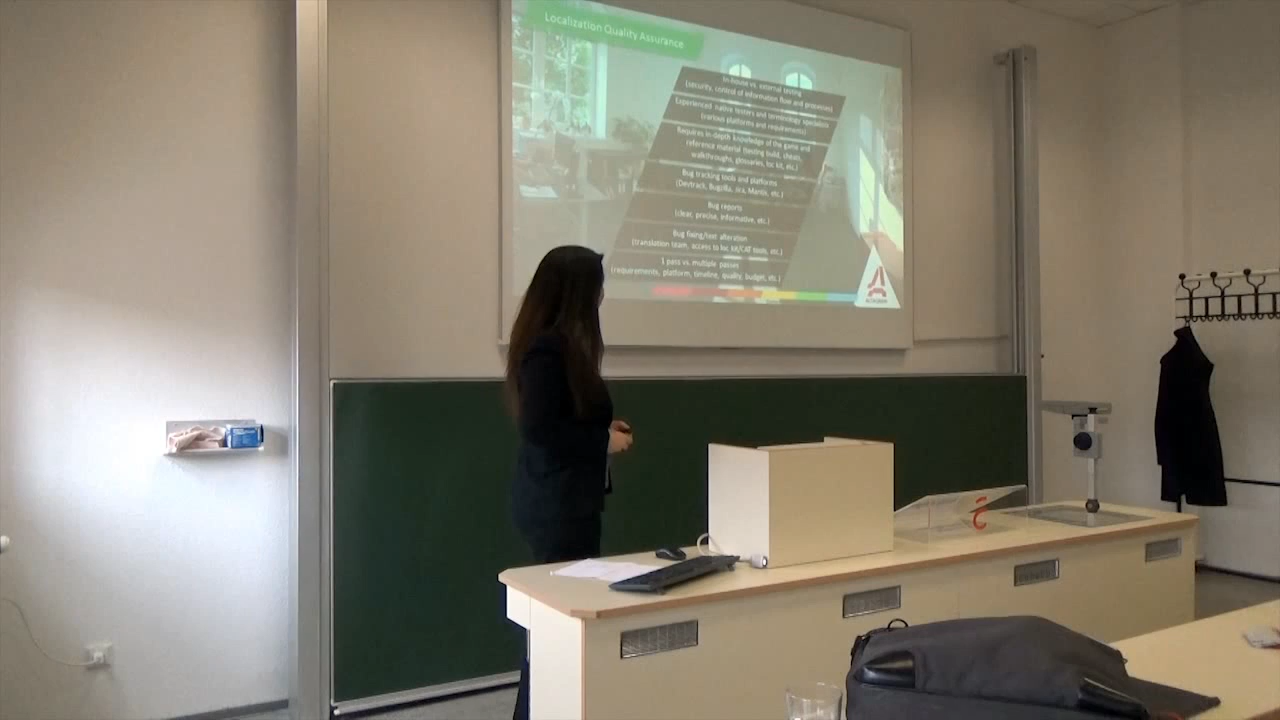 Localization Quality Assurance
In-house vs. external testing
(security, control of information flow and processes)
Experienced native testers and terminology specialists
(various platforms and requirements)
Requires in-depth knowledge of the game and
reference material (testing build, cheats,
walkthroughs, glossaries, loc kit, etc.)
Bug tracking tools and platforms
(Devtrack, Bugzilla, Jira, Mantis, etc.)
Bug reports
(clear, precise, informative, etc.)
Bug fixing/text alteration
(translation team, access to loc kit/CAT tools, etc.)
1 pass vs. multiple passes
(requirements, platform, timeline, quality, budget, etc.)